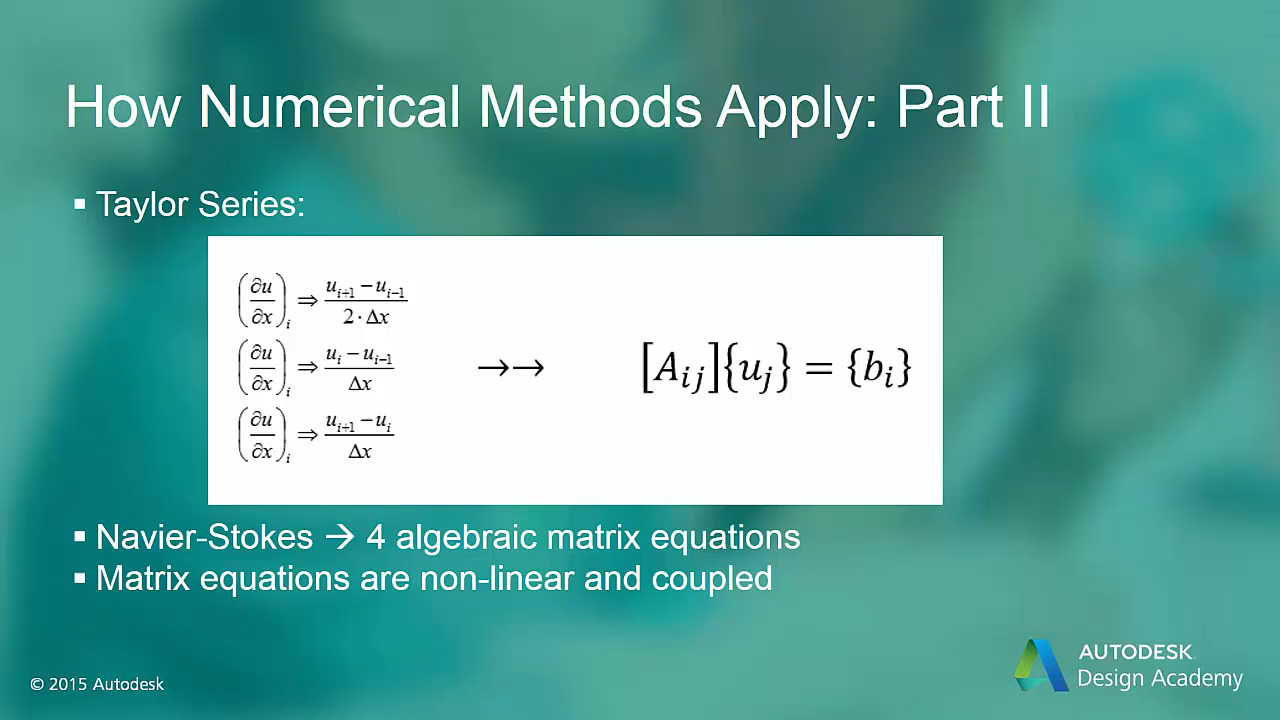 How Numerical Methods Apply: Part II
▪ Taylor Series:
(∂u/∂x)_i ⇒ (u_{i+1} − u_{i−1})/(2·Δx)
(∂u/∂x)_i ⇒ (u_i − u_{i−1})/Δx
→→
[A_{ij}]{u_j} = {b_i}
(∂u/∂x)_i ⇒ (u_{i+1} − u_i)/Δx
▪ Navier-Stokes → 4 algebraic matrix equations
▪ Matrix equations are non-linear and coupled
© 2015 Autodesk
AUTODESK.
Design Academy